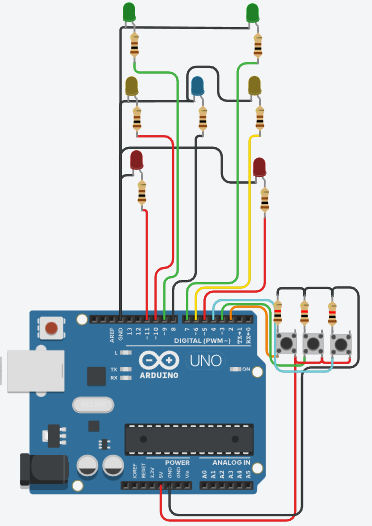 AREF
GND
13
12
~11
~10
~9
8
7
~6
~5
4
~3
2
TX→1
RX←0
DIGITAL (PWM~)
L
TX
RX
UNO
ARDUINO
ON
POWER
ANALOG IN
IOREF
RESET
3.3V
5V
GND
GND
Vin
A0
A1
A2
A3
A4
A5